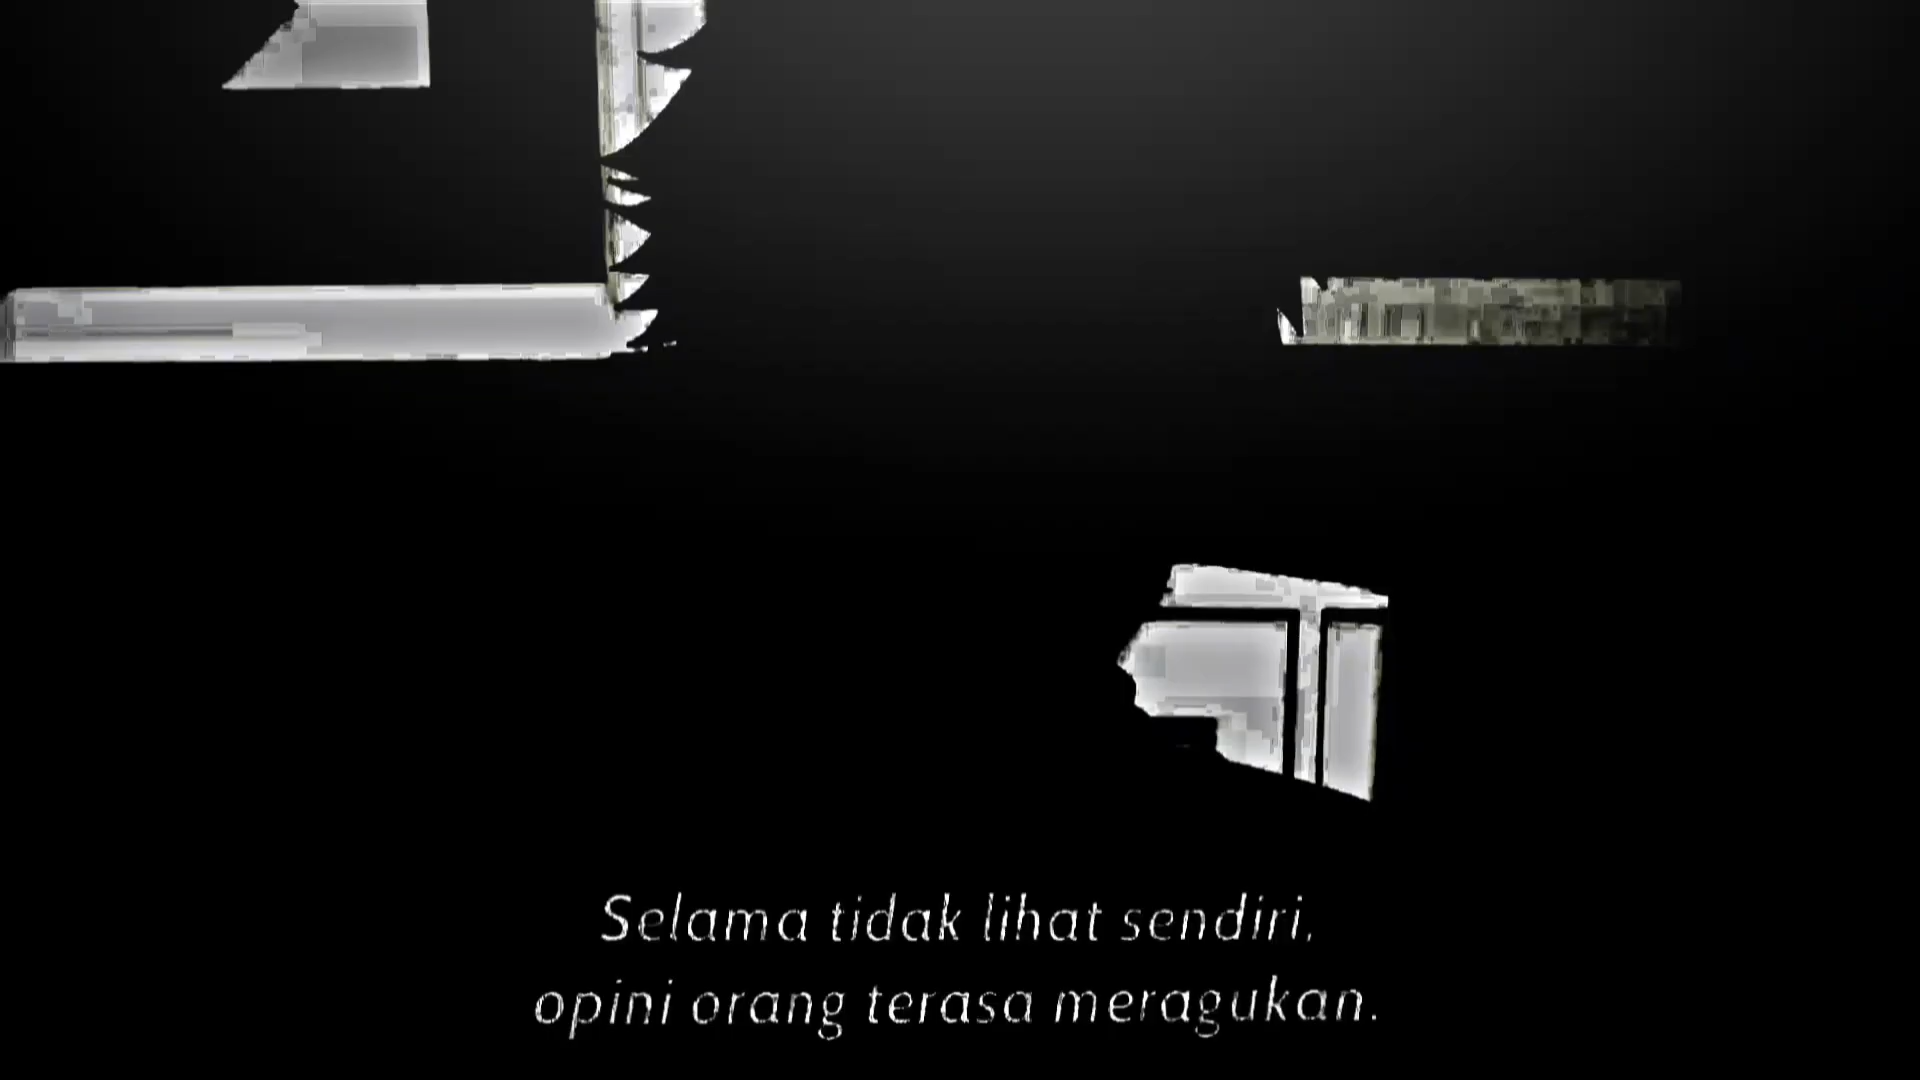 Selama tidak lihat sendiri,
opini orang terasa meragukan.